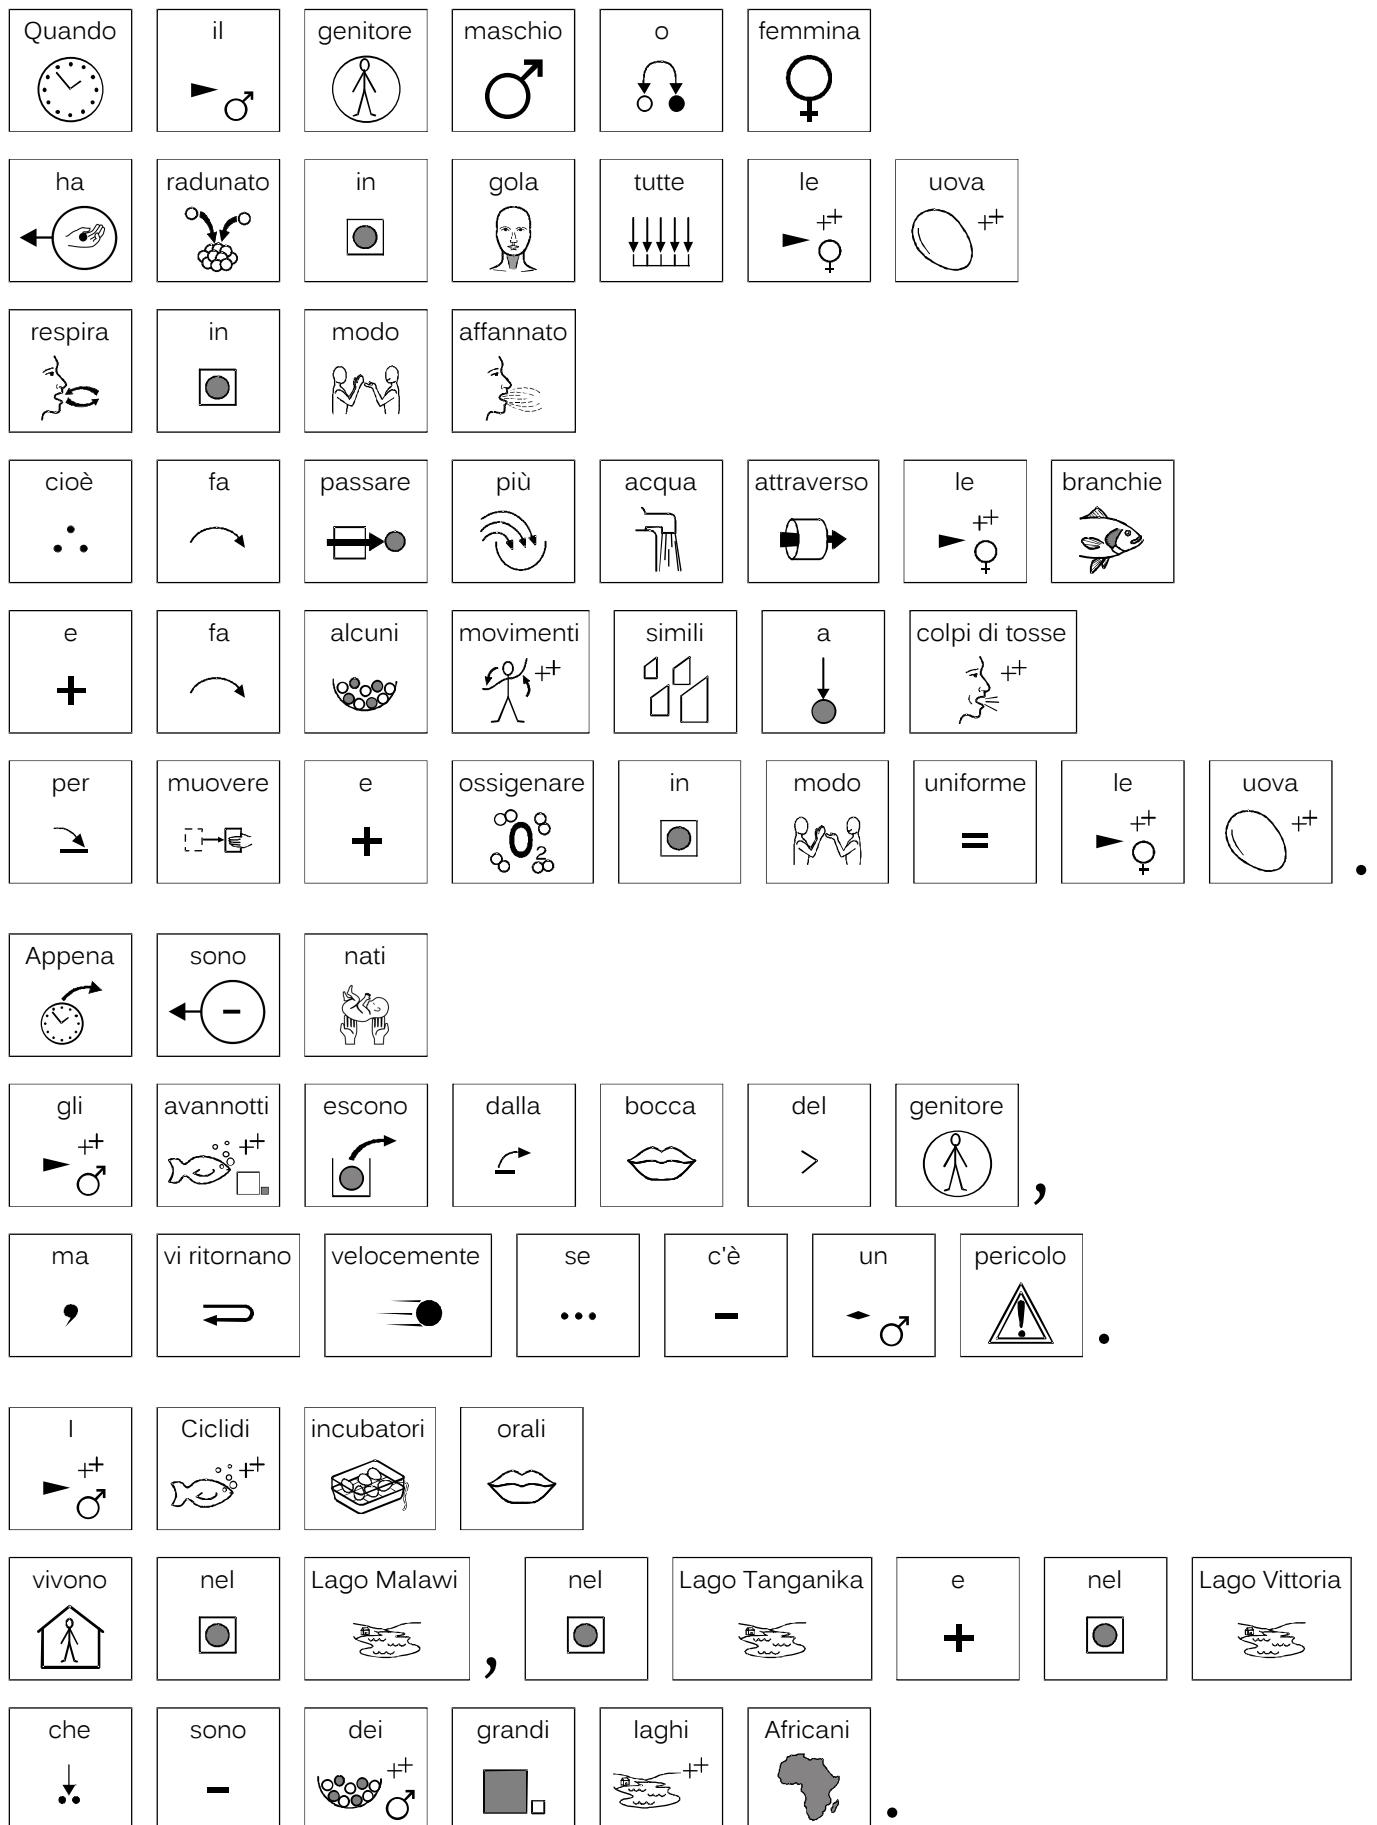 Quando il genitore maschio o femmina
ha radunato in gola tutte le uova
respira in modo affannato
cioè fa passare più acqua attraverso le branchie
e fa alcuni movimenti simili a colpi di tosse
per muovere e ossigenare in modo uniforme le uova .
Appena sono nati
gli avannotti escono dalla bocca del genitore ,
ma vi ritornano velocemente se c'è un pericolo .
I Ciclidi incubatori orali
vivono nel Lago Malawi , nel Lago Tanganika e nel Lago Vittoria
che sono dei grandi laghi Africani .